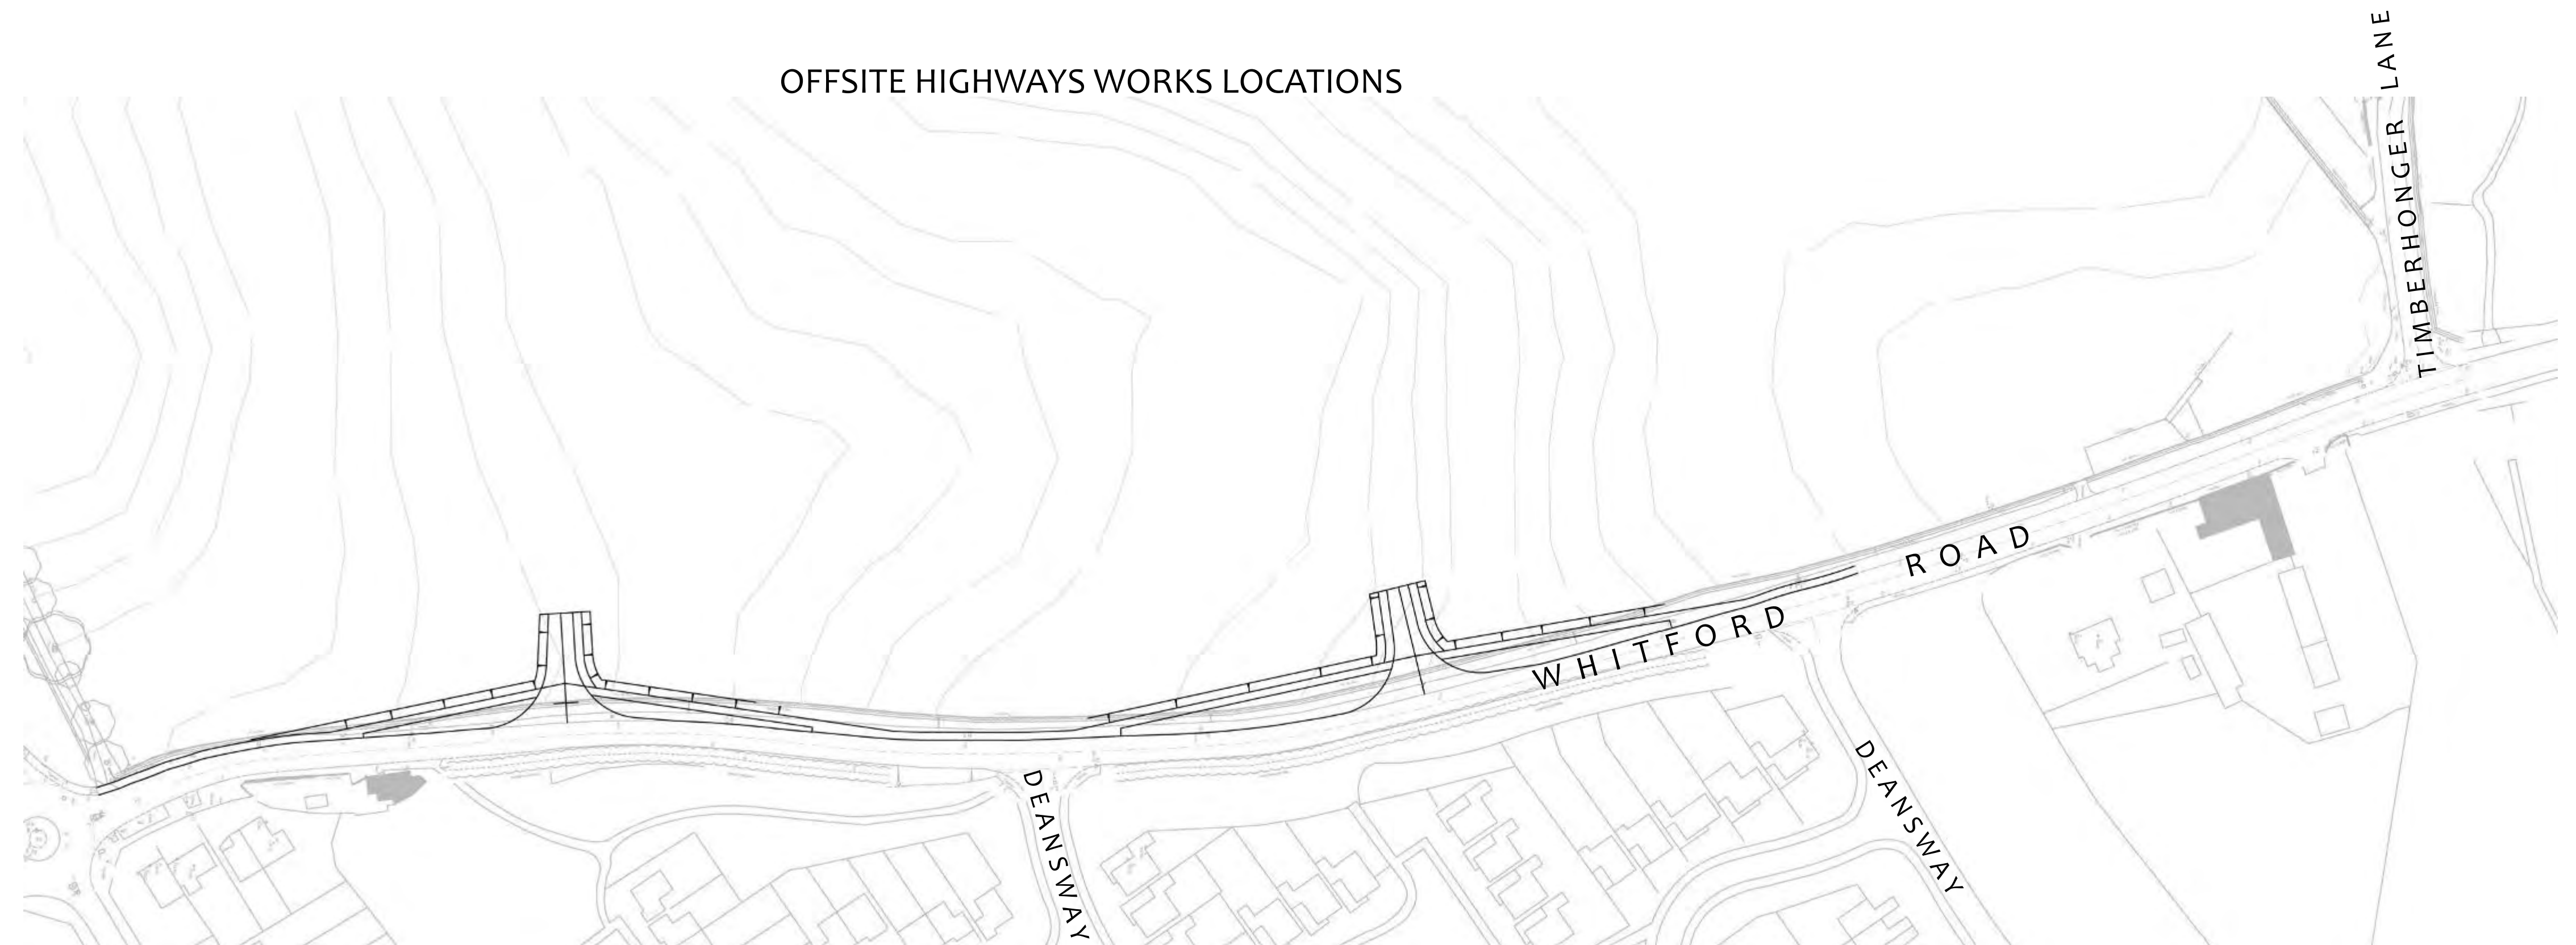 OFFSITE HIGHWAYS WORKS LOCATIONS
TIMBERHONGER LANE
WHITFORD ROAD
DEANSWAY
DEANSWAY